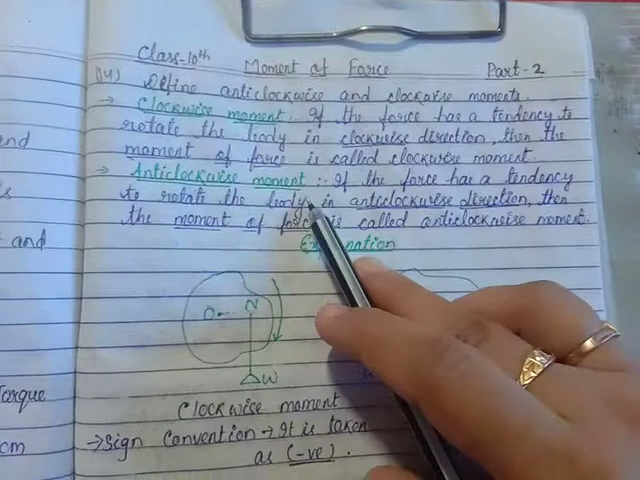 Class-10th Moment of Force Part-2
(14) Define anticlockwise and clockwise moments.
→ Clockwise moment. If the force has a tendency to
rotate the body in clockwise direction, then the
moment of force is called clockwise moment.
→ Anticlockwise moment :- If the force has a tendency
to rotate the body in anticlockwise direction, then
the moment of force is called anticlockwise moment.
Explanation
O N
W
Clockwise moment
→ Sign Convention → It is taken
as (-ve).
and
Torque
cm